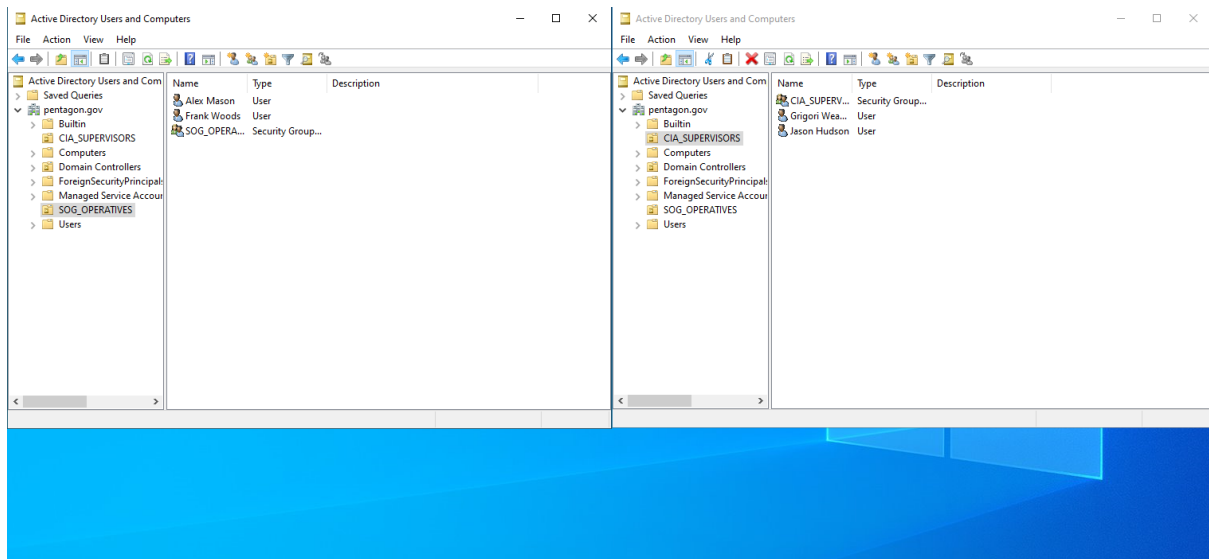 Active Directory Users and Computers
File Action View Help
Active Directory Users and Com
Saved Queries
pentagon.gov
Builtin
CIA_SUPERVISORS
Computers
Domain Controllers
ForeignSecurityPrincipals
Managed Service Accour
SOG_OPERATIVES
Users
Name Type Description
Alex Mason User
Frank Woods User
SOG_OPERA... Security Group...
Active Directory Users and Computers
File Action View Help
Active Directory Users and Com
Saved Queries
pentagon.gov
Builtin
CIA_SUPERVISORS
Computers
Domain Controllers
ForeignSecurityPrincipals
Managed Service Accour
SOG_OPERATIVES
Users
Name Type Description
CIA_SUPERV... Security Group...
Grigori Wea... User
Jason Hudson User